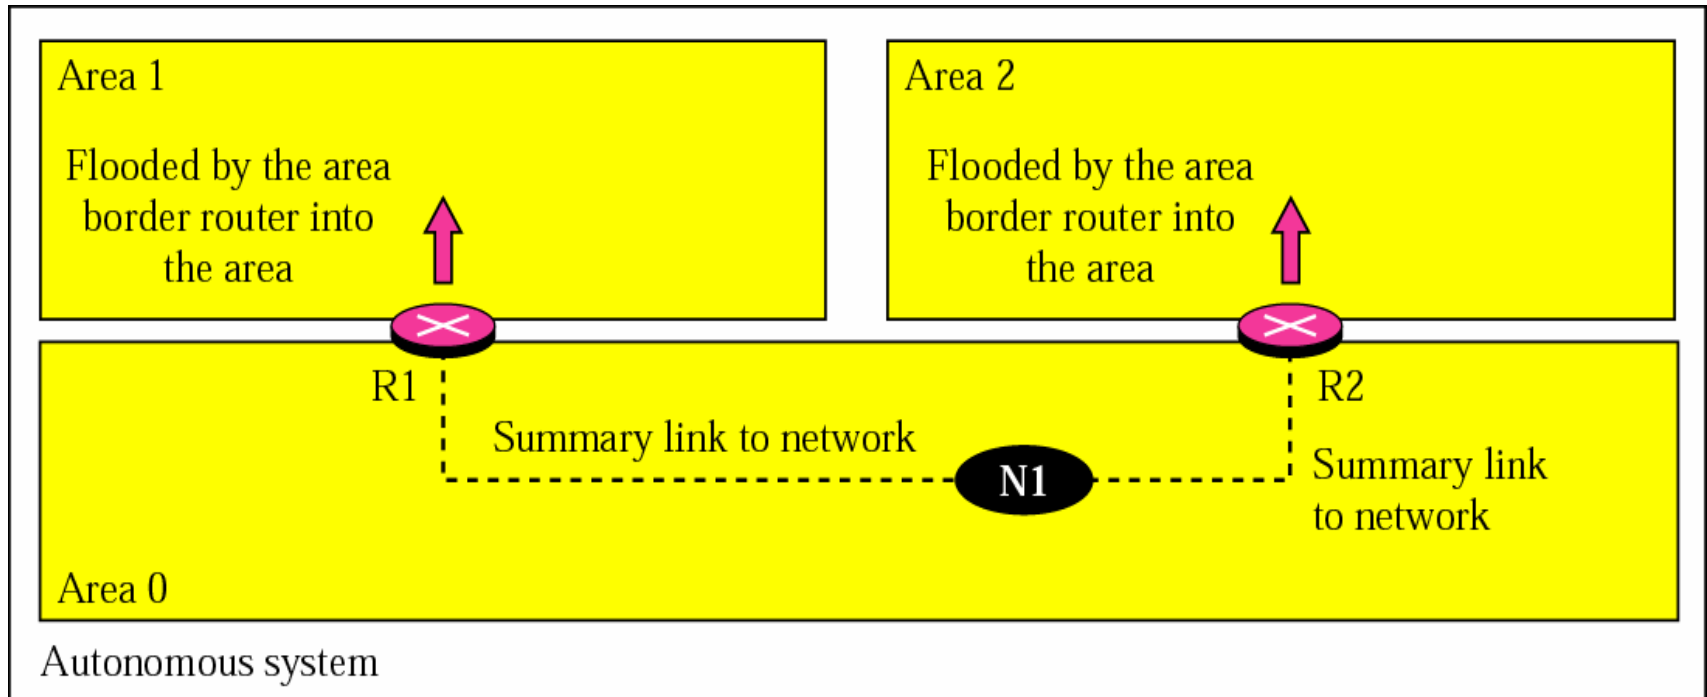 Area 1
Flooded by the area
border router into
the area
Area 2
Flooded by the area
border router into
the area
R1
R2
Summary link to network
N1
Summary link
to network
Area 0
Autonomous system